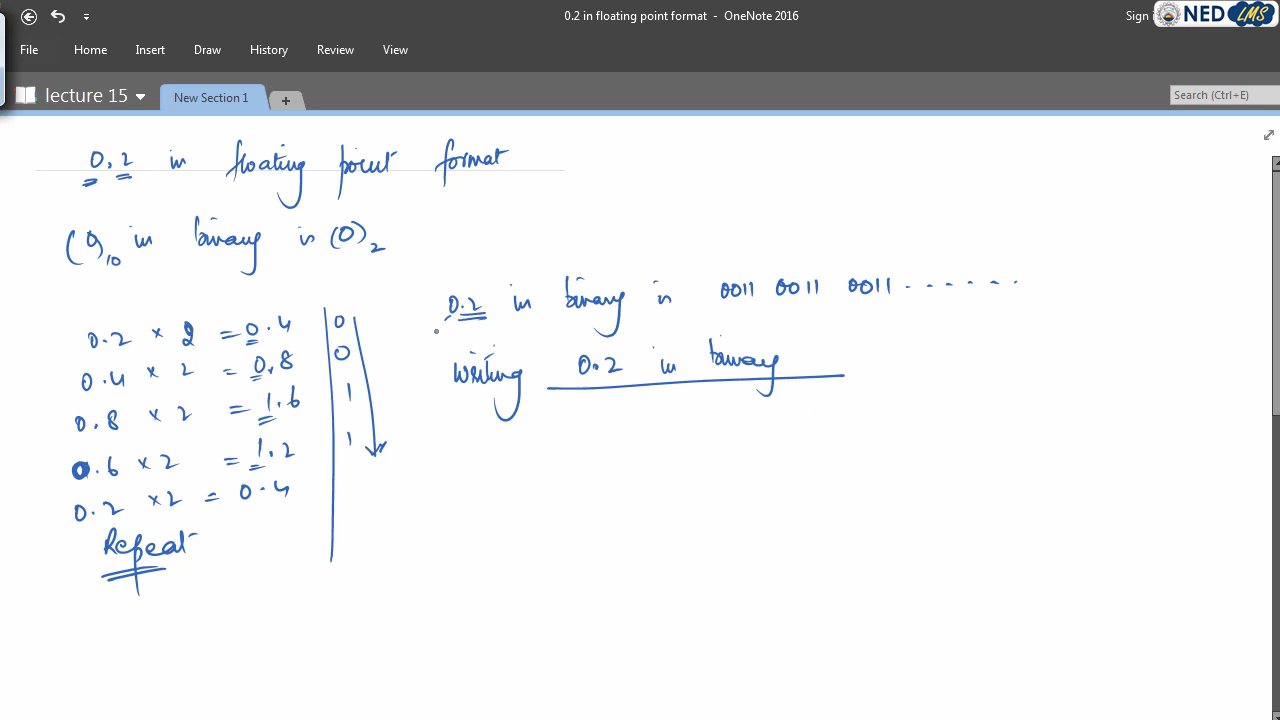 0.2 in floating point format - OneNote 2016
Sign
NED LMS
File Home Insert Draw History Review View
lecture 15
New Section 1
+
Search (Ctrl+E)
0.2 in floating point format
(0)10 in binary is (0)2
0.2 in binary is 0011 0011 0011.......
writing 0.2 in binary
0.2 × 2 = 0.4 0
0.4 × 2 = 0.8 0
0.8 × 2 = 1.6 1
0.6 × 2 = 1.2 1
0.2 × 2 = 0.4
Repeat